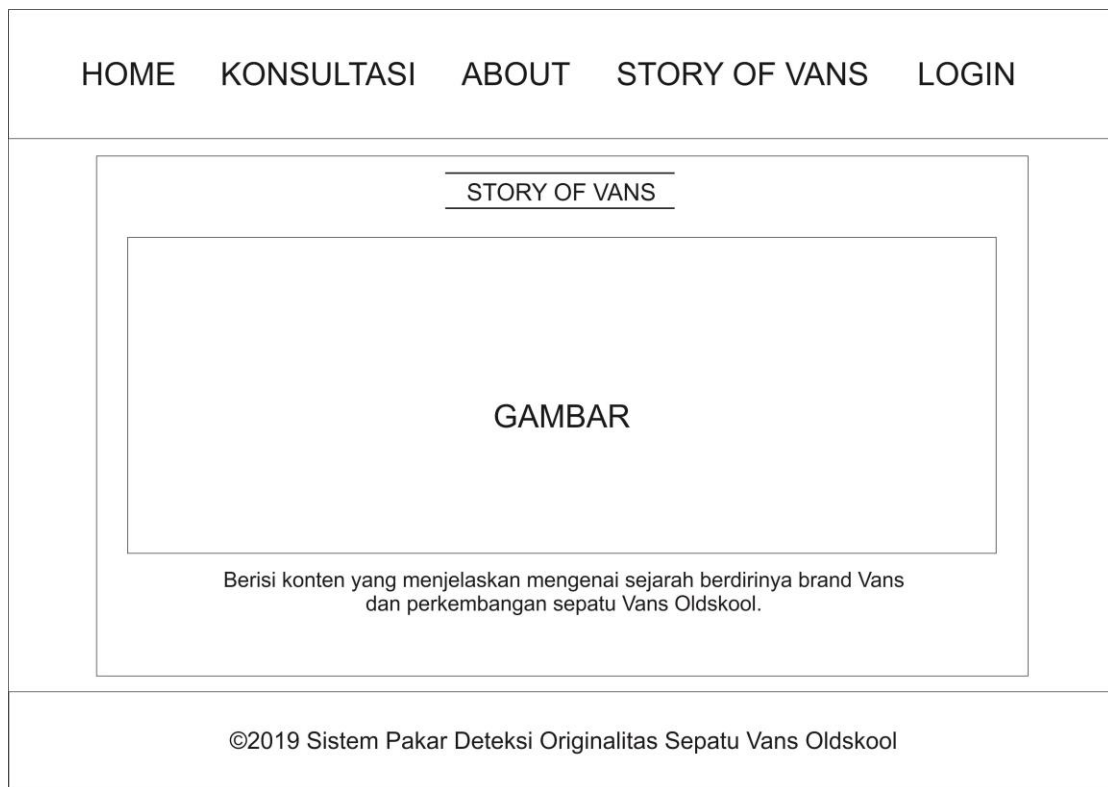 HOME KONSULTASI ABOUT STORY OF VANS LOGIN
STORY OF VANS
GAMBAR
Berisi konten yang menjelaskan mengenai sejarah berdirinya brand Vans
dan perkembangan sepatu Vans Oldskool.
©2019 Sistem Pakar Deteksi Originalitas Sepatu Vans Oldskool